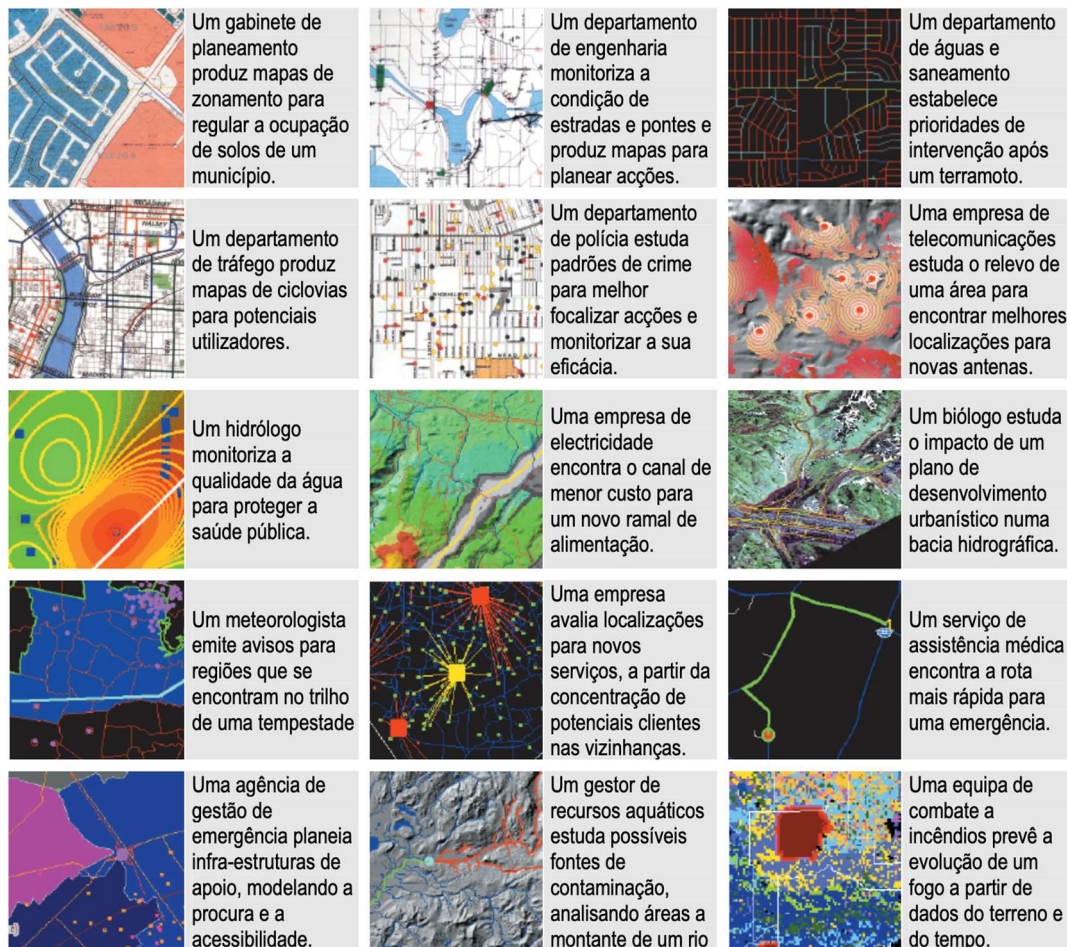 Um gabinete de
planeamento
produz mapas de
zonamento para
regular a ocupação
de solos de um
município.
Um departamento
de engenharia
monitoriza a
condição de
estradas e pontes e
produz mapas para
planear acções.
Um departamento
de águas e
saneamento
estabelece
prioridades de
intervenção após
um terramoto.
Um departamento
de tráfego produz
mapas de ciclovias
para potenciais
utilizadores.
Um departamento
de polícia estuda
padrões de crime
para melhor
focalizar acções e
monitorizar a sua
eficácia.
Uma empresa de
telecomunicações
estuda o relevo de
uma área para
encontrar melhores
localizações para
novas antenas.
Um hidrólogo
monitoriza a
qualidade da água
para proteger a
saúde pública.
Uma empresa de
electricidade
encontra o canal de
menor custo para
um novo ramal de
alimentação.
Um biólogo estuda
o impacto de um
plano de
desenvolvimento
urbanístico numa
bacia hidrográfica.
Um meteorologista
emite avisos para
regiões que se
encontram no trilho
de uma tempestade
Uma empresa
avalia localizações
para novos
serviços, a partir da
concentração de
potenciais clientes
nas vizinhanças.
Um serviço de
assistência médica
encontra a rota
mais rápida para
uma emergência.
Uma agência de
gestão de
emergência planeia
infra-estruturas de
apoio, modelando a
procura e a
acessibilidade.
Um gestor de
recursos aquáticos
estuda possíveis
fontes de
contaminação,
analisando áreas a
montante de um rio
Uma equipa de
combate a
incêndios prevê a
evolução de um
fogo a partir de
dados do terreno e
do tempo.